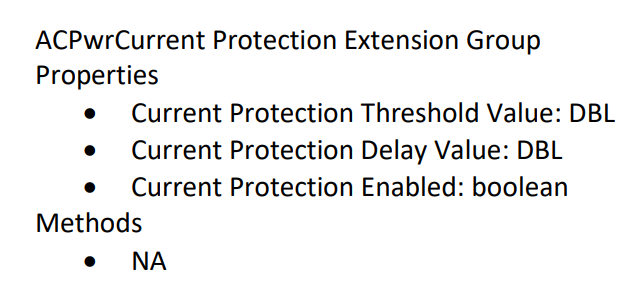 ACPwrCurrent Protection Extension Group
Properties
• Current Protection Threshold Value: DBL
• Current Protection Delay Value: DBL
• Current Protection Enabled: boolean
Methods
• NA